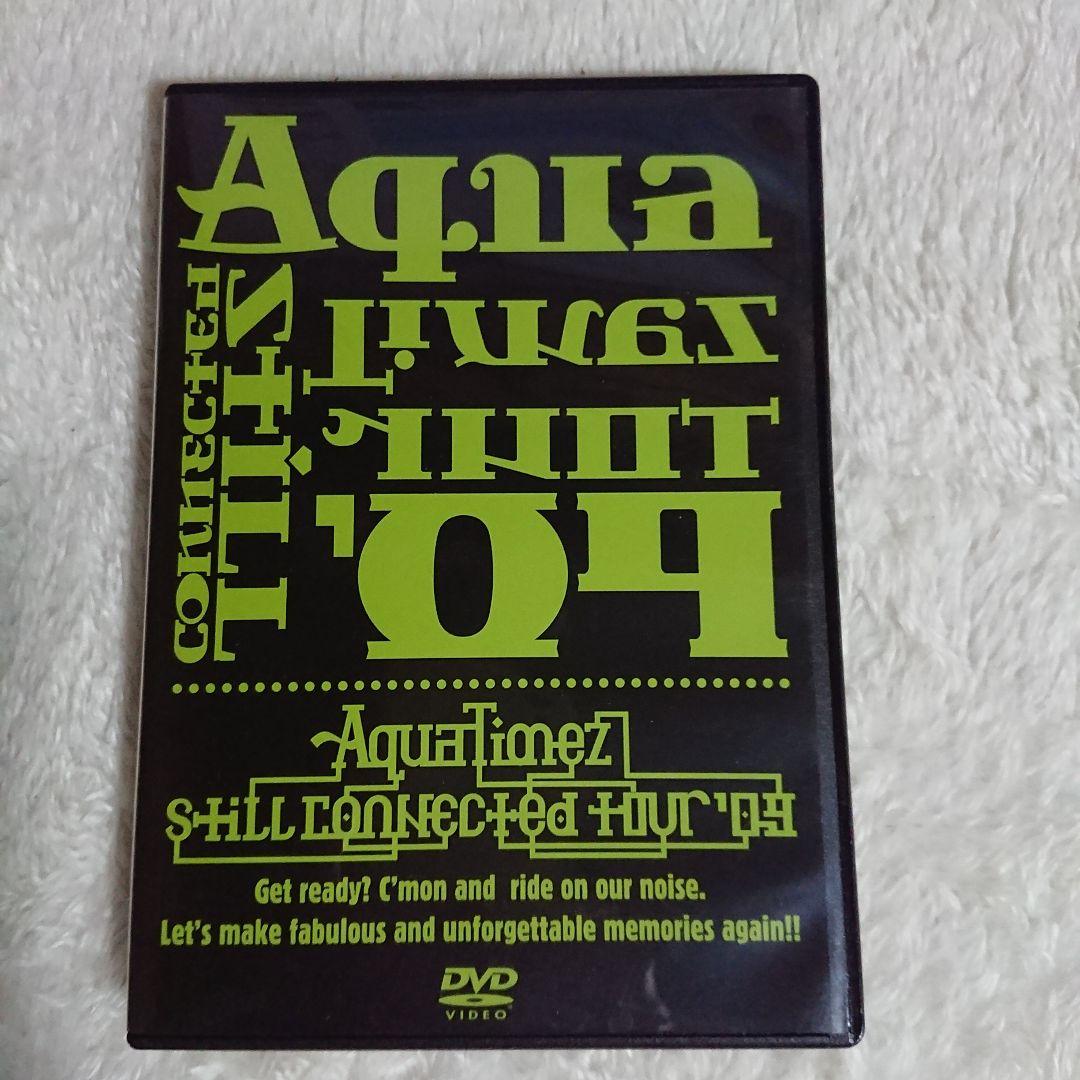 Aqua
Timez
STILL
CONNECTED
Tour
'09
AquaTimez
STILL CONNECTED TOUR '09
Get ready? C'mon and ride on our noise.
Let's make fabulous and unforgettable memories again!!
DVD
VIDEO